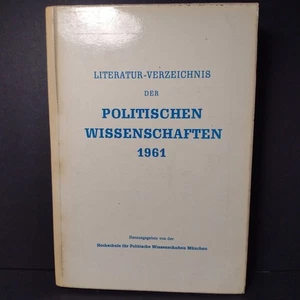 LITERATUR-VERZEICHNIS
DER
POLITISCHEN
WISSENSCHAFTEN
1961
Herausgegeben von der
Hochschule für Politische Wissenschaften München